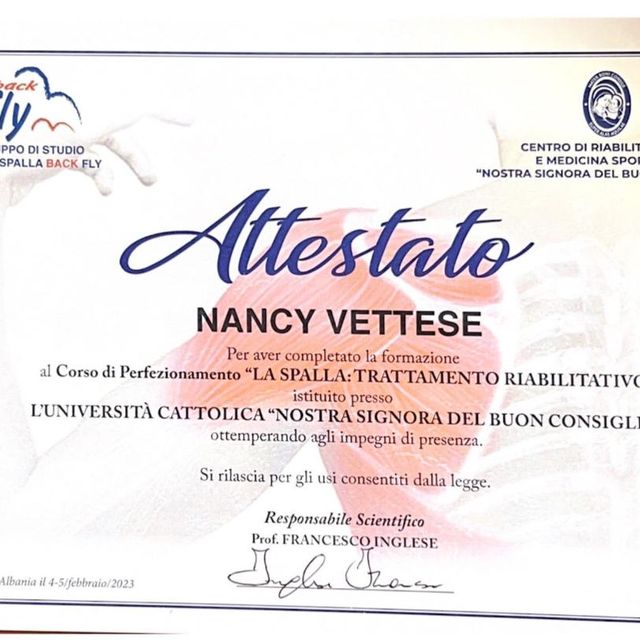 back
fly
UPPO DI STUDIO
SPALLA BACK FLY
CENTRO DI RIABILIT
E MEDICINA SPO
"NOSTRA SIGNORA DEL BU
Attestato
NANCY VETTESE
Per aver completato la formazione
al Corso di Perfezionamento "LA SPALLA: TRATTAMENTO RIABILITATIVO
istituito presso
L'UNIVERSITÀ CATTOLICA "NOSTRA SIGNORA DEL BUON CONSIGLI
ottemperando agli impegni di presenza.
Si rilascia per gli usi consentiti dalla legge.
Responsabile Scientifico
Prof. FRANCESCO INGLESE
Albania il 4-5/febbraio/2023